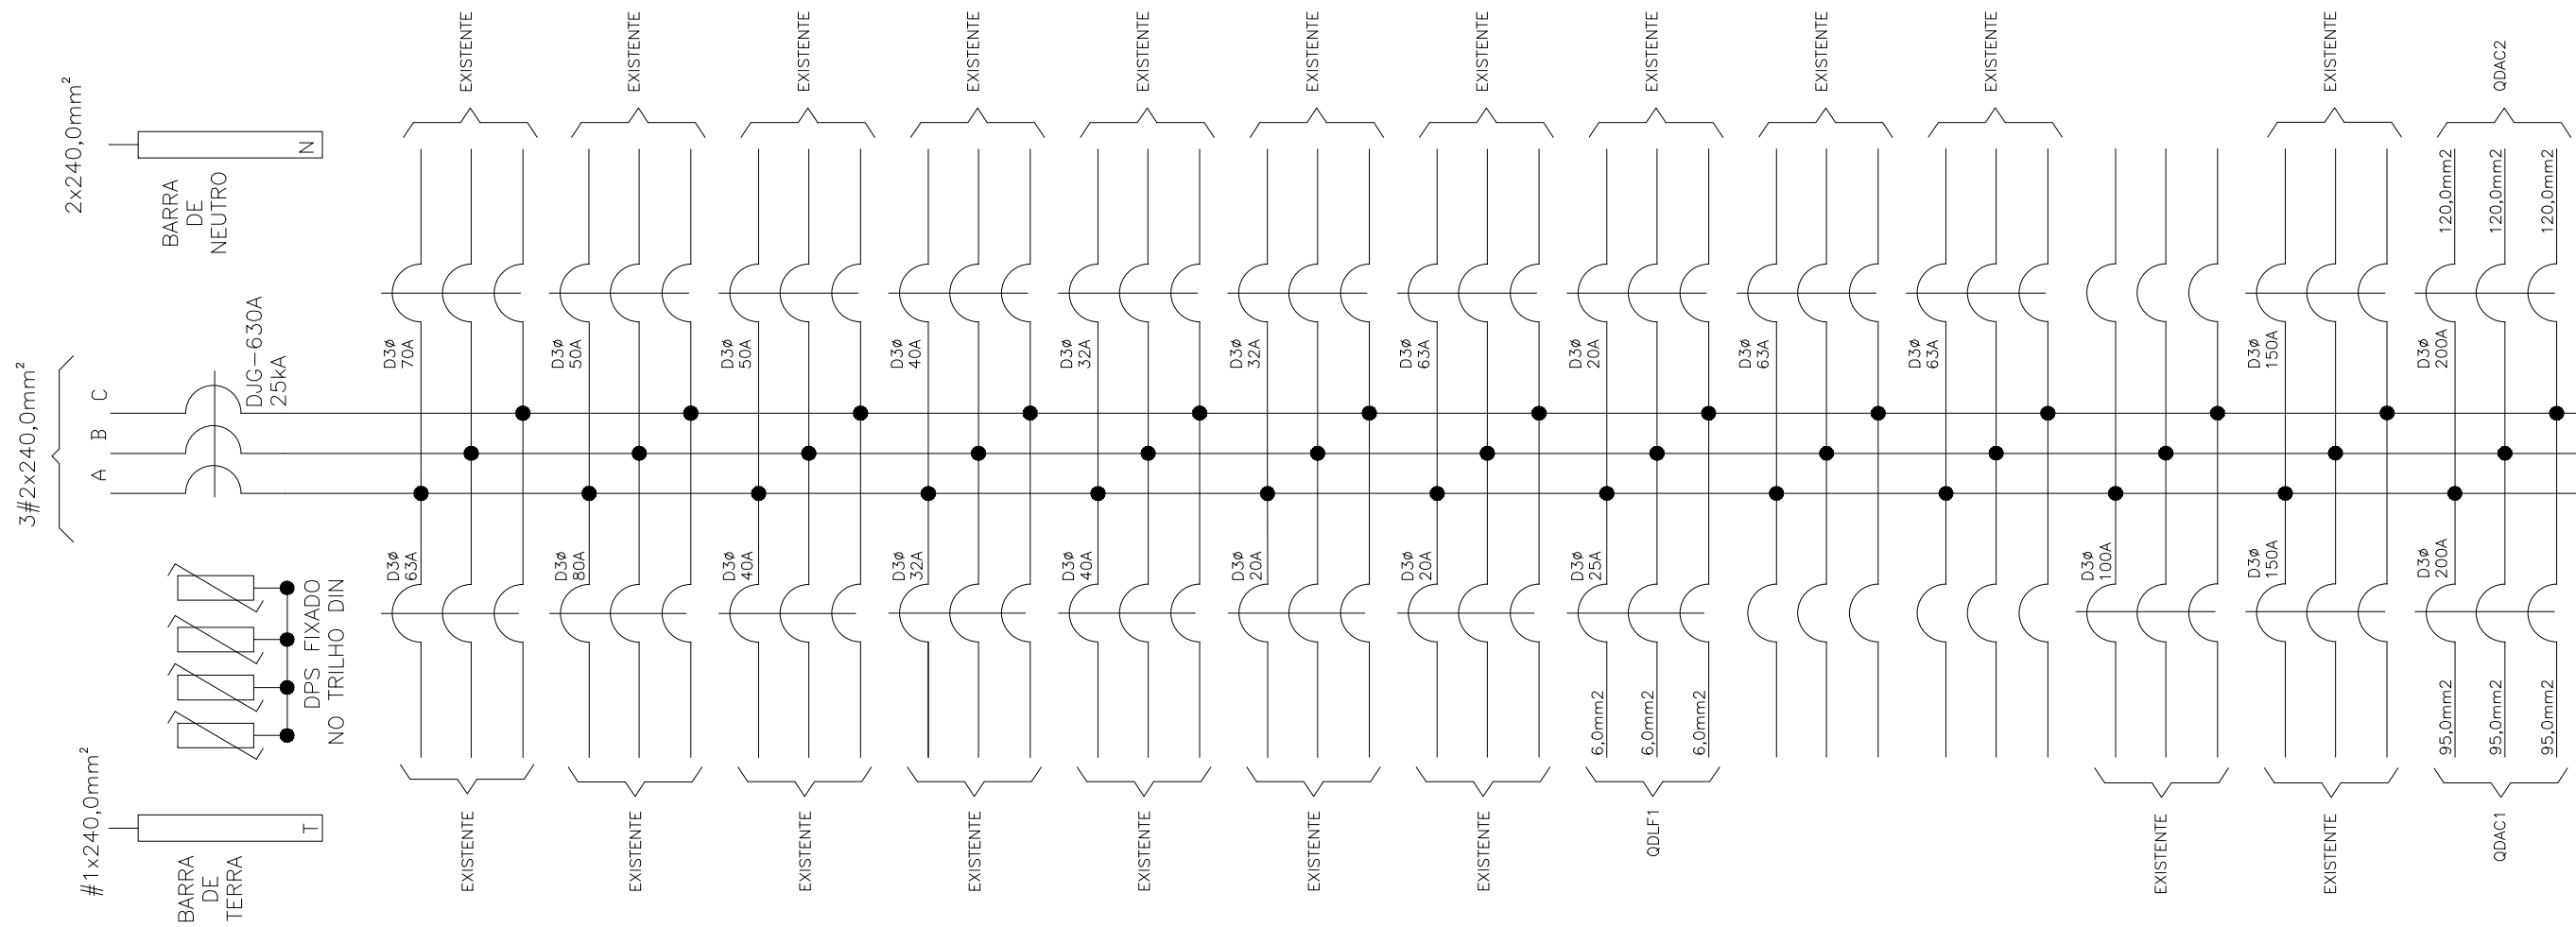 3#2x240,0mm²
A
B
C
DJG-630A
25kA
2x240,0mm²
BARRA
DE
NEUTRO
N
#1x240,0mm²
BARRA
DE
TERRA
T
DPS FIXADO
NO TRILHO DIN
EXISTENTE
EXISTENTE
EXISTENTE
EXISTENTE
EXISTENTE
EXISTENTE
EXISTENTE
EXISTENTE
EXISTENTE
EXISTENTE
EXISTENTE
QDAC2
120,0mm2
120,0mm2
120,0mm2
D3ø
70A
D3ø
50A
D3ø
50A
D3ø
40A
D3ø
32A
D3ø
32A
D3ø
63A
D3ø
20A
D3ø
63A
D3ø
63A
D3ø
150A
D3ø
200A
D3ø
63A
D3ø
80A
D3ø
40A
D3ø
32A
D3ø
40A
D3ø
20A
D3ø
20A
D3ø
25A
D3ø
100A
D3ø
150A
D3ø
200A
6,0mm2
6,0mm2
6,0mm2
95,0mm2
95,0mm2
95,0mm2
EXISTENTE
EXISTENTE
EXISTENTE
EXISTENTE
EXISTENTE
EXISTENTE
EXISTENTE
QDLF1
EXISTENTE
EXISTENTE
QDAC1